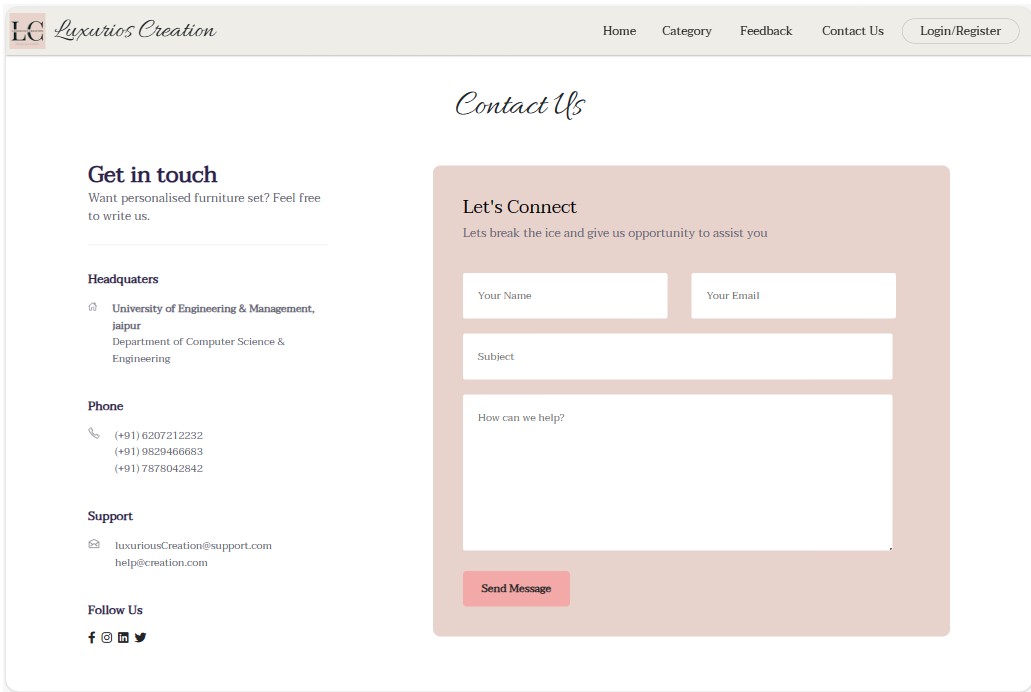 LC
Luxurios Creation
Home
Category
Feedback
Contact Us
Login/Register
Contact Us
Get in touch
Want personalised furniture set? Feel free
to write us.
Headquaters
University of Engineering & Management,
jaipur
Department of Computer Science &
Engineering
Phone
(+91) 6207212232
(+91) 9829466683
(+91) 7878042842
Support
luxuriousCreation@support.com
help@creation.com
Follow Us
Let's Connect
Lets break the ice and give us opportunity to assist you
Your Name
Your Email
Subject
How can we help?
Send Message